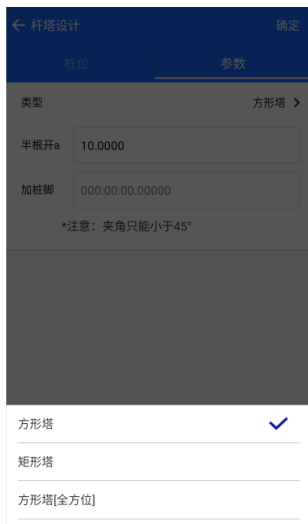 ← 杆塔设计 确定
桩位 参数
类型 方形塔 >
半根开a 10.0000
加桩脚 000:00:00.00000
*注意：夹角只能小于45°
方形塔
矩形塔
方形塔[全方位]